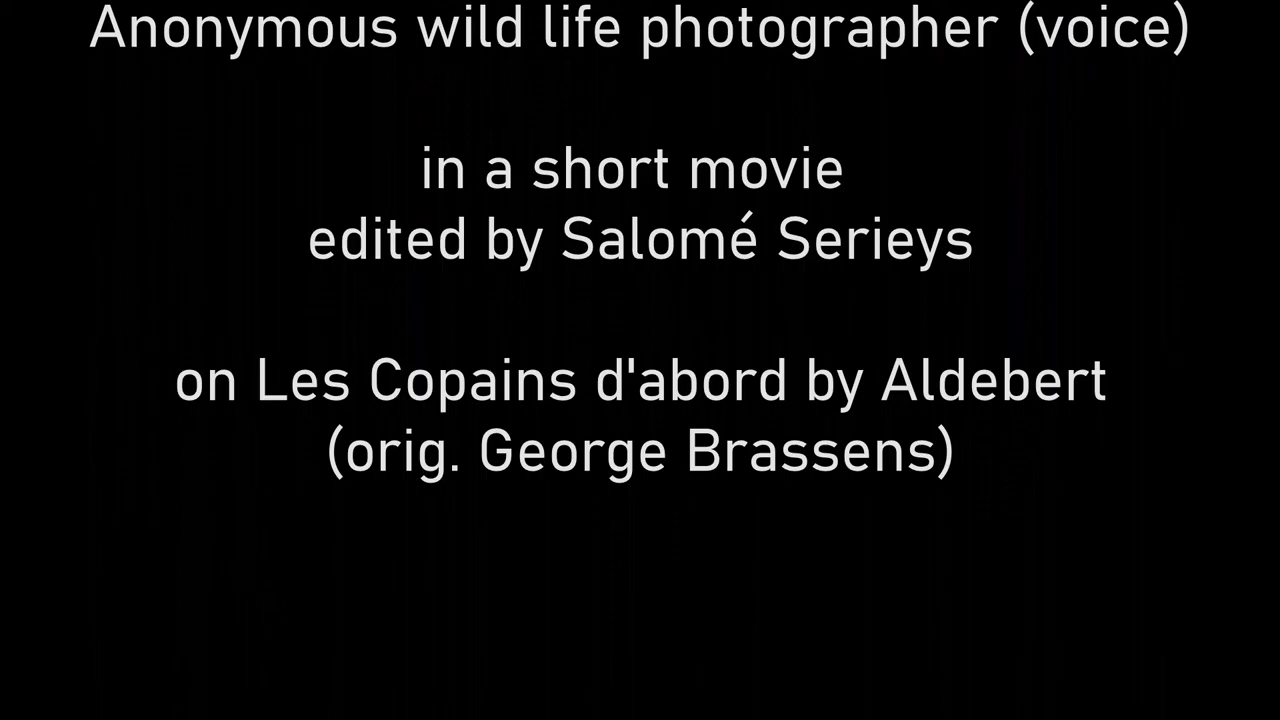 Anonymous wild life photographer (voice)
in a short movie
edited by Salomé Serieys
on Les Copains d'abord by Aldebert
(orig. George Brassens)